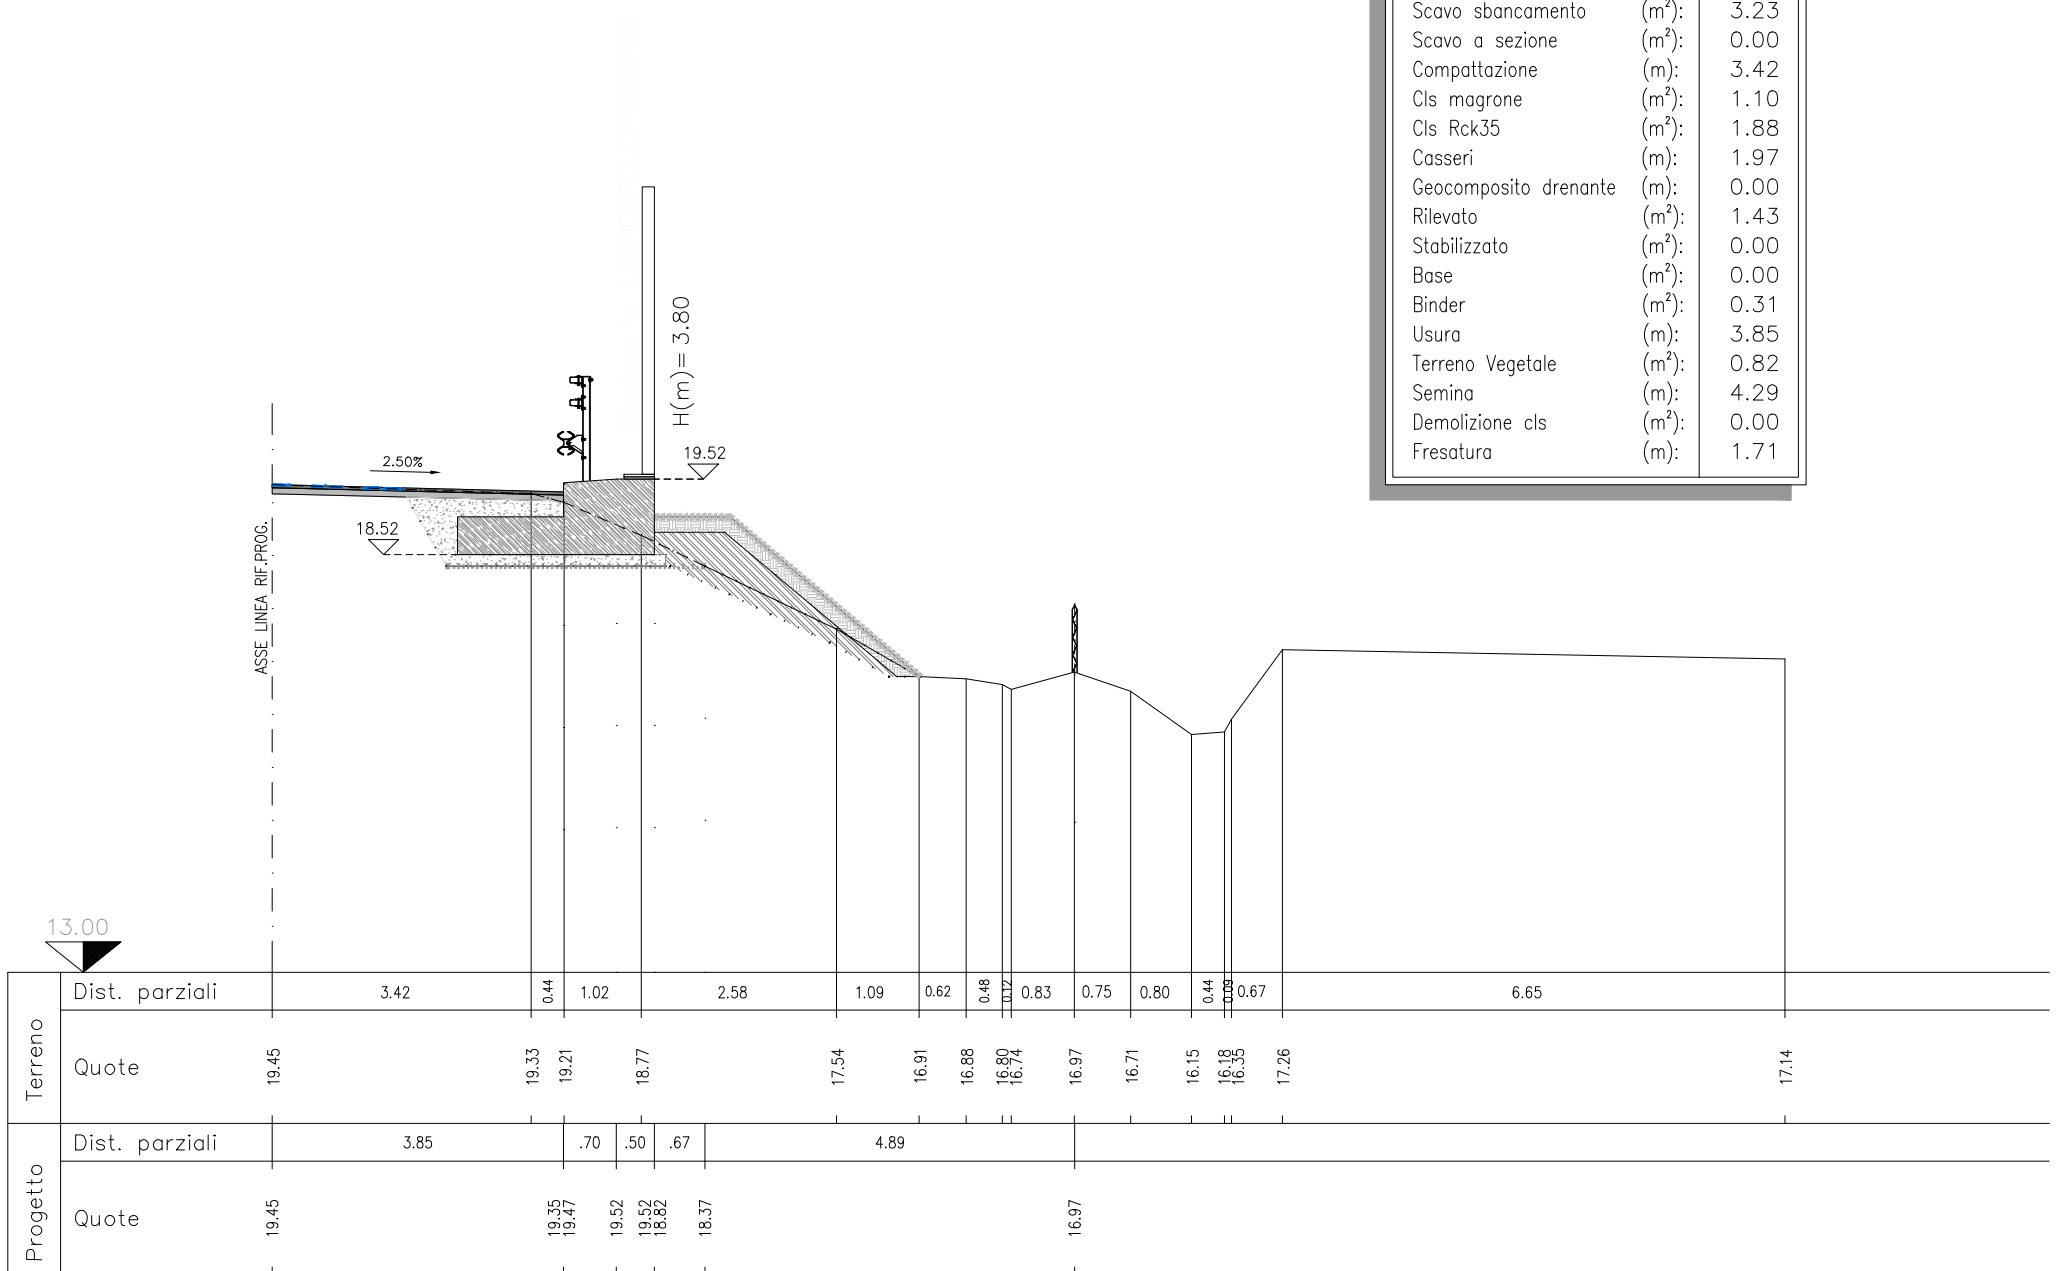 Scavo sbancamento (m²): 3.23
Scavo a sezione (m²): 0.00
Compattazione (m): 3.42
Cls magrone (m²): 1.10
Cls Rck35 (m²): 1.88
Casseri (m): 1.97
Geocomposito drenante (m): 0.00
Rilevato (m²): 1.43
Stabilizzato (m²): 0.00
Base (m²): 0.00
Binder (m²): 0.31
Usura (m): 3.85
Terreno Vegetale (m²): 0.82
Semina (m): 4.29
Demolizione cls (m²): 0.00
Fresatura (m): 1.71
H(m)= 3.80
19.52
2.50%
18.52
ASSE LINEA RIF.PROG.
13.00
Terreno
Dist. parziali 3.42 0.44 1.02 2.58 1.09 0.62 0.48 0.12 0.83 0.75 0.80 0.44 0.09 0.67 6.65
Quote 19.45 19.33 19.21 18.77 17.54 16.91 16.88 16.80 16.74 16.97 16.71 16.15 16.18 16.35 17.26 17.14
Progetto
Dist. parziali 3.85 .70 .50 .67 4.89
Quote 19.45 19.35 19.47 19.52 19.52 18.82 18.37 16.97